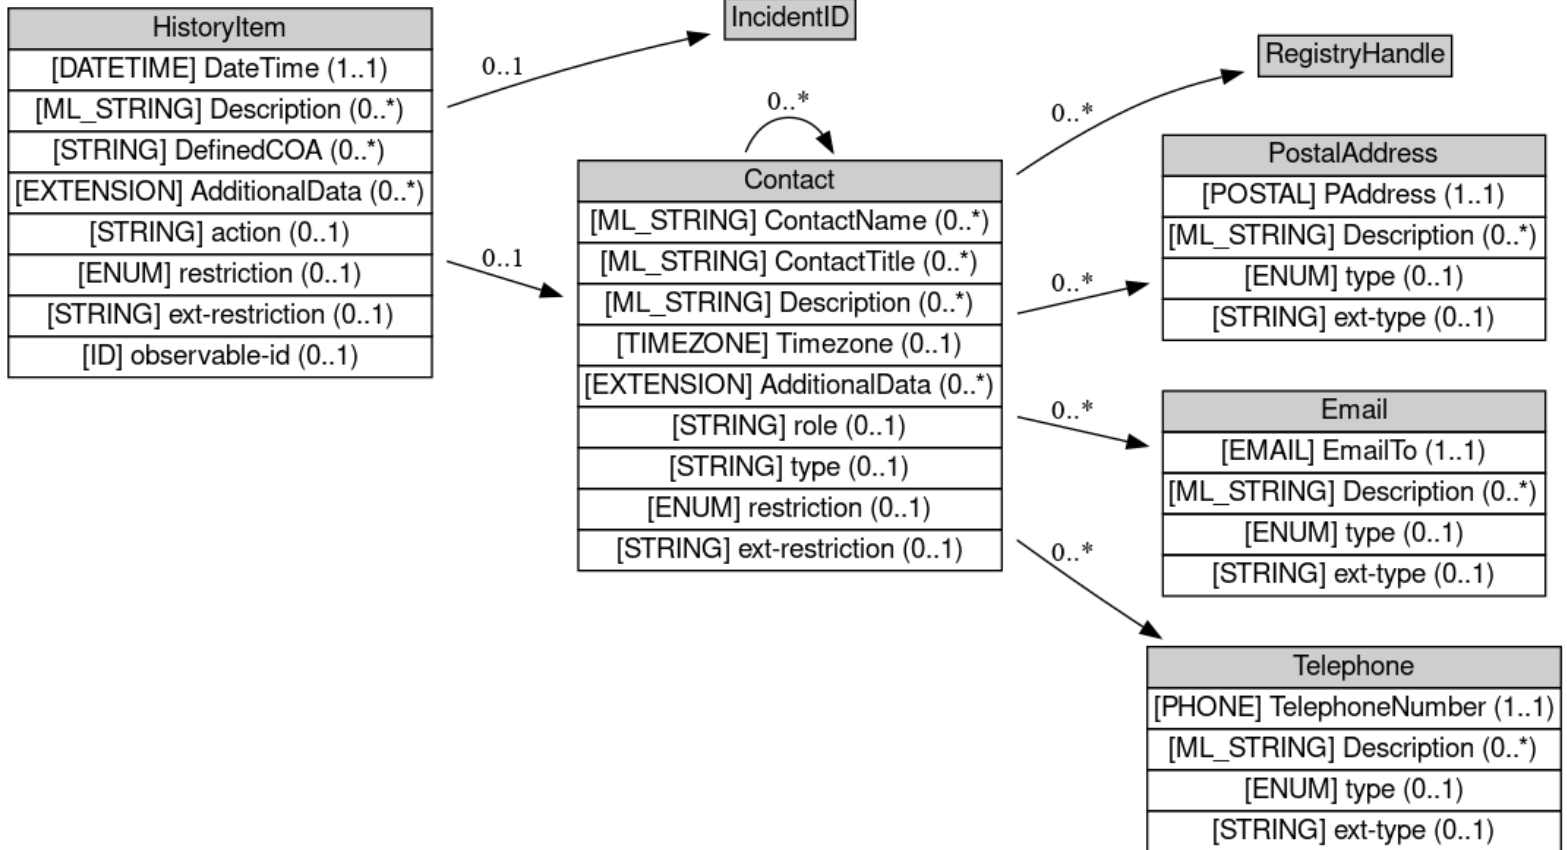 HistoryItem
[DATETIME] DateTime (1..1)
[ML_STRING] Description (0..*)
[STRING] DefinedCOA (0..*)
[EXTENSION] AdditionalData (0..*)
[STRING] action (0..1)
[ENUM] restriction (0..1)
[STRING] ext-restriction (0..1)
[ID] observable-id (0..1)
0..1
IncidentID
0..1
0..*
Contact
[ML_STRING] ContactName (0..*)
[ML_STRING] ContactTitle (0..*)
[ML_STRING] Description (0..*)
[TIMEZONE] Timezone (0..1)
[EXTENSION] AdditionalData (0..*)
[STRING] role (0..1)
[STRING] type (0..1)
[ENUM] restriction (0..1)
[STRING] ext-restriction (0..1)
0..*
RegistryHandle
0..*
PostalAddress
[POSTAL] PAddress (1..1)
[ML_STRING] Description (0..*)
[ENUM] type (0..1)
[STRING] ext-type (0..1)
0..*
Email
[EMAIL] EmailTo (1..1)
[ML_STRING] Description (0..*)
[ENUM] type (0..1)
[STRING] ext-type (0..1)
0..*
Telephone
[PHONE] TelephoneNumber (1..1)
[ML_STRING] Description (0..*)
[ENUM] type (0..1)
[STRING] ext-type (0..1)